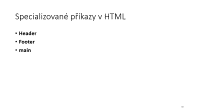 Specializované příkazy v HTML
• Header
• Footer
• main